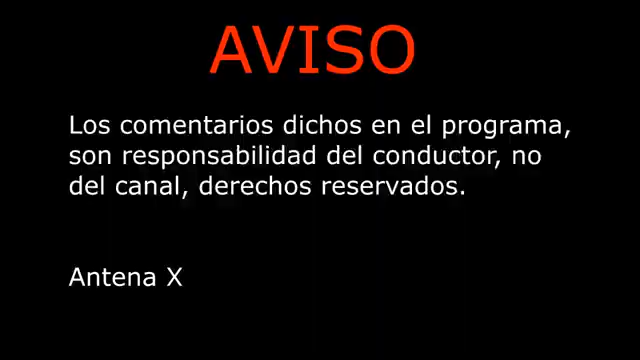 AVISO
Los comentarios dichos en el programa,
son responsabilidad del conductor, no
del canal, derechos reservados.
Antena X